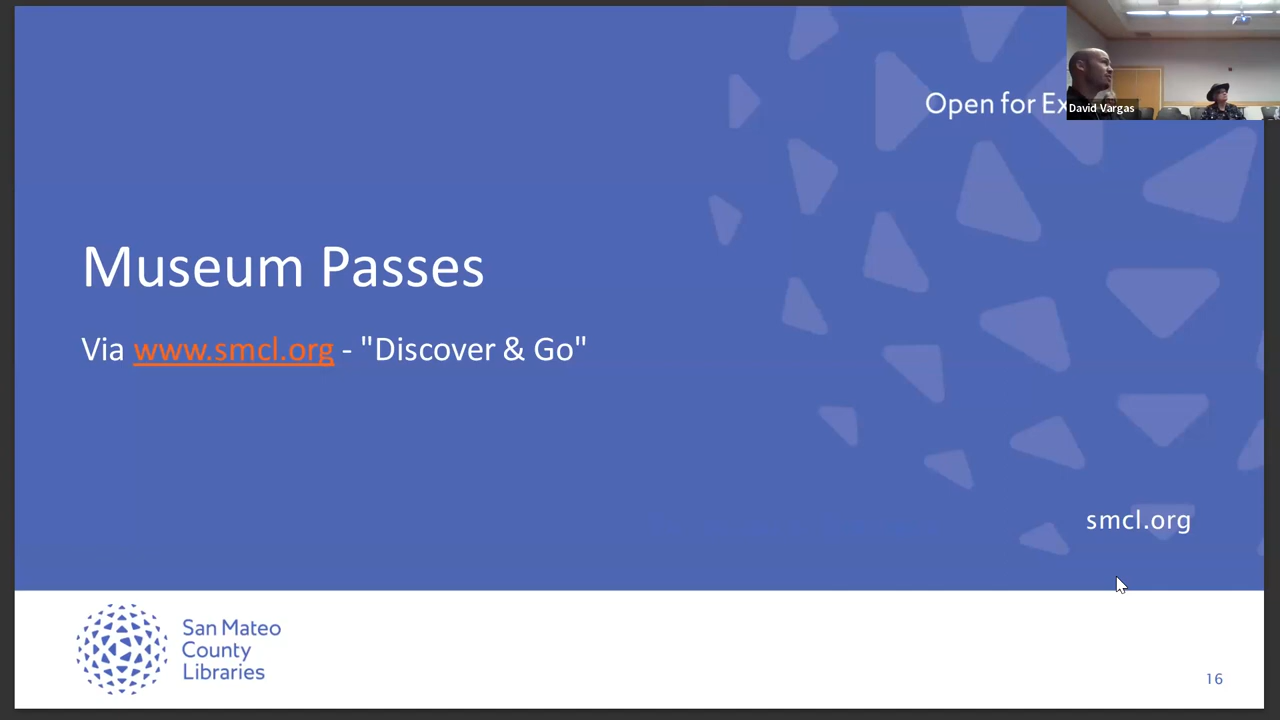 Open for Ex
David Vargas
Museum Passes
Via www.smcl.org - "Discover & Go"
smcl.org
San Mateo
County
Libraries
16